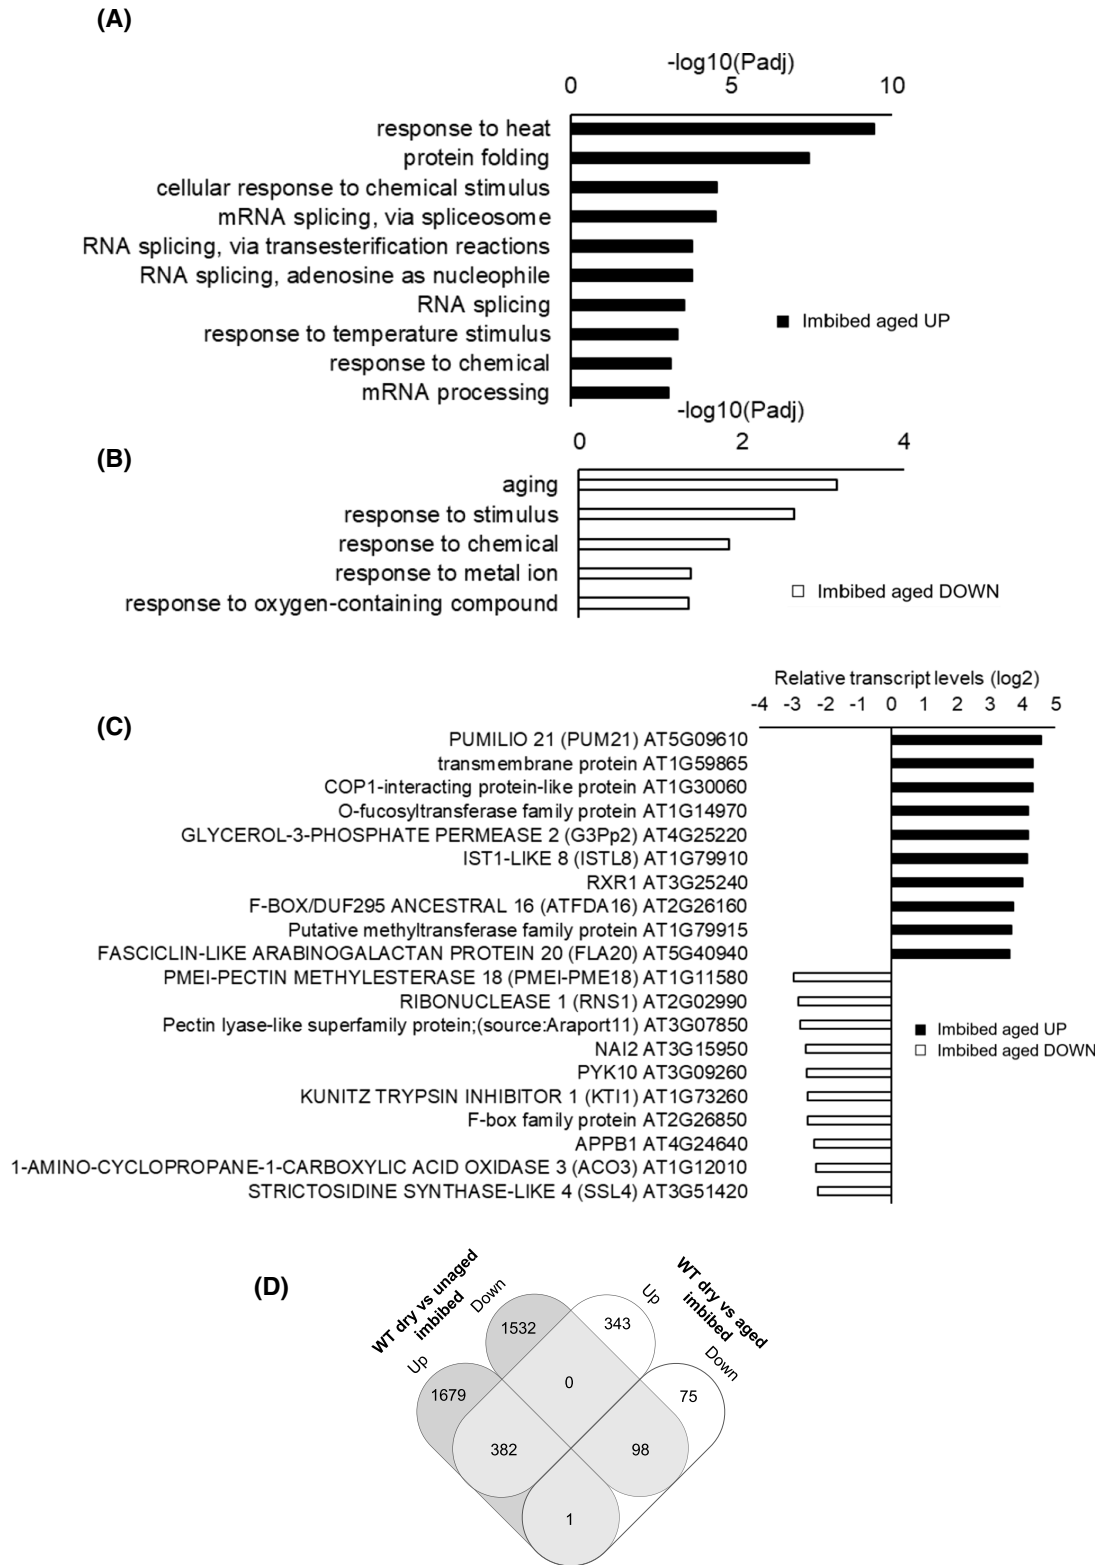 (A)
-log10(Padj)
0 5 10
response to heat
protein folding
cellular response to chemical stimulus
mRNA splicing, via spliceosome
RNA splicing, via transesterification reactions
RNA splicing, adenosine as nucleophile
RNA splicing
response to temperature stimulus
response to chemical
mRNA processing
Imbibed aged UP
(B)
-log10(Padj)
0 2 4
aging
response to stimulus
response to chemical
response to metal ion
response to oxygen-containing compound
Imbibed aged DOWN
(C)
Relative transcript levels (log2)
-4 -3 -2 -1 0 1 2 3 4 5
PUMILIO 21 (PUM21) AT5G09610
transmembrane protein AT1G59865
COP1-interacting protein-like protein AT1G30060
O-fucosyltransferase family protein AT1G14970
GLYCEROL-3-PHOSPHATE PERMEASE 2 (G3Pp2) AT4G25220
IST1-LIKE 8 (ISTL8) AT1G79910
RXR1 AT3G25240
F-BOX/DUF295 ANCESTRAL 16 (ATFDA16) AT2G26160
Putative methyltransferase family protein AT1G79915
FASCICLIN-LIKE ARABINOGALACTAN PROTEIN 20 (FLA20) AT5G40940
PMEI-PECTIN METHYLESTERASE 18 (PMEI-PME18) AT1G11580
RIBONUCLEASE 1 (RNS1) AT2G02990
Pectin lyase-like superfamily protein;(source:Araport11) AT3G07850
NAI2 AT3G15950
PYK10 AT3G09260
KUNITZ TRYPSIN INHIBITOR 1 (KTI1) AT1G73260
F-box family protein AT2G26850
APPB1 AT4G24640
1-AMINO-CYCLOPROPANE-1-CARBOXYLIC ACID OXIDASE 3 (ACO3) AT1G12010
STRICTOSIDINE SYNTHASE-LIKE 4 (SSL4) AT3G51420
Imbibed aged UP
Imbibed aged DOWN
(D)
WT dry vs unaged
imbibed
Up
Down
WT dry vs aged
imbibed
Up
Down
1532
343
1679
0
75
382
98
1